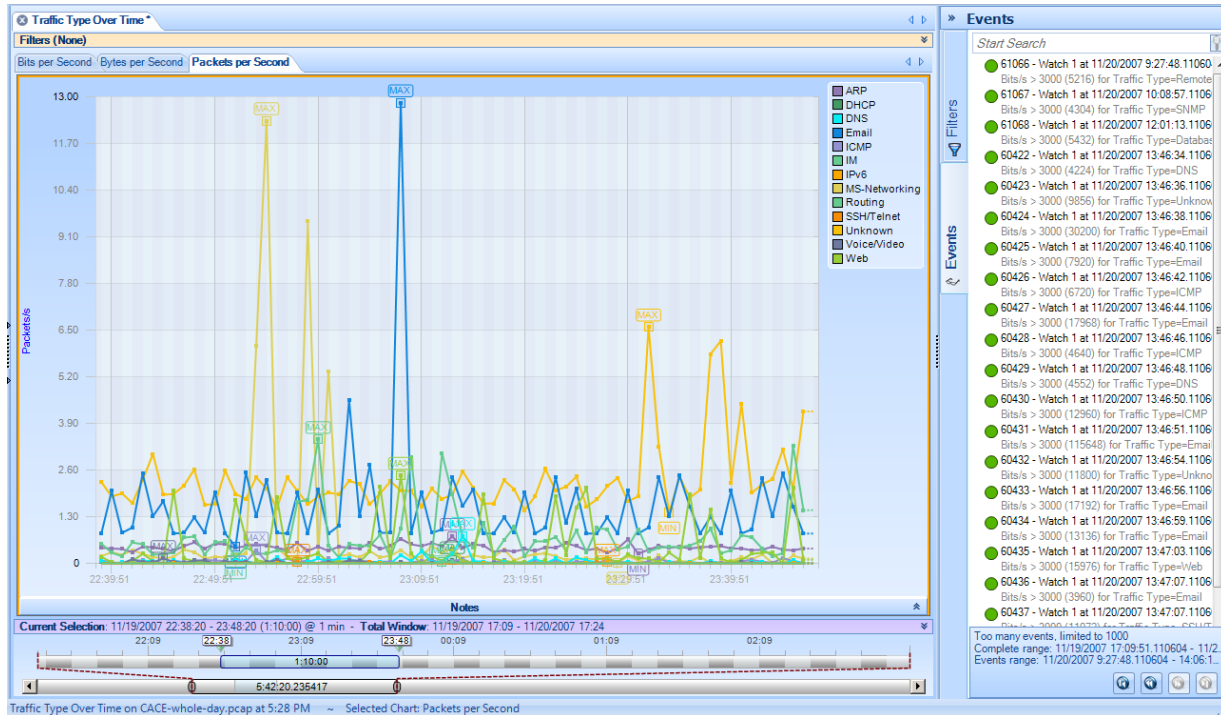 Traffic Type Over Time *
Filters (None)
Bits per Second Bytes per Second Packets per Second
Packets/s
13.00
11.70
10.40
9.10
7.80
6.50
5.20
3.90
2.60
1.30
0
22:39:51 22:49:51 22:59:51 23:09:51 23:19:51 23:29:51 23:39:51
MAX
MAX
MAX
MAX
MAX
MAX
MAX
MIN
MIN
MIN
ARP
DHCP
DNS
Email
ICMP
IM
IPv6
MS-Networking
Routing
SSH/Telnet
Unknown
Voice/Video
Web
Notes
Current Selection: 11/19/2007 22:38:20 - 23:48:20 (1:10:00) @ 1 min - Total Window: 11/19/2007 17:09 - 11/20/2007 17:24
22:09 22:38 23:09 23:48 00:09 01:09 02:09
1:10:00
5:42:20.235417
Traffic Type Over Time on CACE-whole-day.pcap at 5:28 PM ~ Selected Chart: Packets per Second
Filters
Events
» Events
Start Search
61066 - Watch 1 at 11/20/2007 9:27:48.11060
Bits/s > 3000 (5216) for Traffic Type=Remote
61067 - Watch 1 at 11/20/2007 10:08:57.1106
Bits/s > 3000 (4304) for Traffic Type=SNMP
61068 - Watch 1 at 11/20/2007 12:01:13.1106
Bits/s > 3000 (5432) for Traffic Type=Databas
60422 - Watch 1 at 11/20/2007 13:46:34.1106
Bits/s > 3000 (4224) for Traffic Type=DNS
60423 - Watch 1 at 11/20/2007 13:46:36.1106
Bits/s > 3000 (9856) for Traffic Type=Unknow
60424 - Watch 1 at 11/20/2007 13:46:38.1106
Bits/s > 3000 (30200) for Traffic Type=Email
60425 - Watch 1 at 11/20/2007 13:46:40.1106
Bits/s > 3000 (7920) for Traffic Type=Email
60426 - Watch 1 at 11/20/2007 13:46:42.1106
Bits/s > 3000 (6720) for Traffic Type=ICMP
60427 - Watch 1 at 11/20/2007 13:46:44.1106
Bits/s > 3000 (17968) for Traffic Type=Email
60428 - Watch 1 at 11/20/2007 13:46:46.1106
Bits/s > 3000 (4640) for Traffic Type=ICMP
60429 - Watch 1 at 11/20/2007 13:46:48.1106
Bits/s > 3000 (4552) for Traffic Type=DNS
60430 - Watch 1 at 11/20/2007 13:46:50.1106
Bits/s > 3000 (12960) for Traffic Type=ICMP
60431 - Watch 1 at 11/20/2007 13:46:51.1106
Bits/s > 3000 (115648) for Traffic Type=Emai
60432 - Watch 1 at 11/20/2007 13:46:54.1106
Bits/s > 3000 (11800) for Traffic Type=Unkno
60433 - Watch 1 at 11/20/2007 13:46:56.1106
Bits/s > 3000 (17192) for Traffic Type=Email
60434 - Watch 1 at 11/20/2007 13:46:59.1106
Bits/s > 3000 (13136) for Traffic Type=Email
60435 - Watch 1 at 11/20/2007 13:47:03.1106
Bits/s > 3000 (15976) for Traffic Type=Web
60436 - Watch 1 at 11/20/2007 13:47:07.1106
Bits/s > 3000 (3960) for Traffic Type=Email
60437 - Watch 1 at 11/20/2007 13:47:07.1106
Too many events, limited to 1000
Complete range: 11/19/2007 17:09:51.110604 - 11/2...
Events range: 11/20/2007 9:27:48.110604 - 14:06:1...